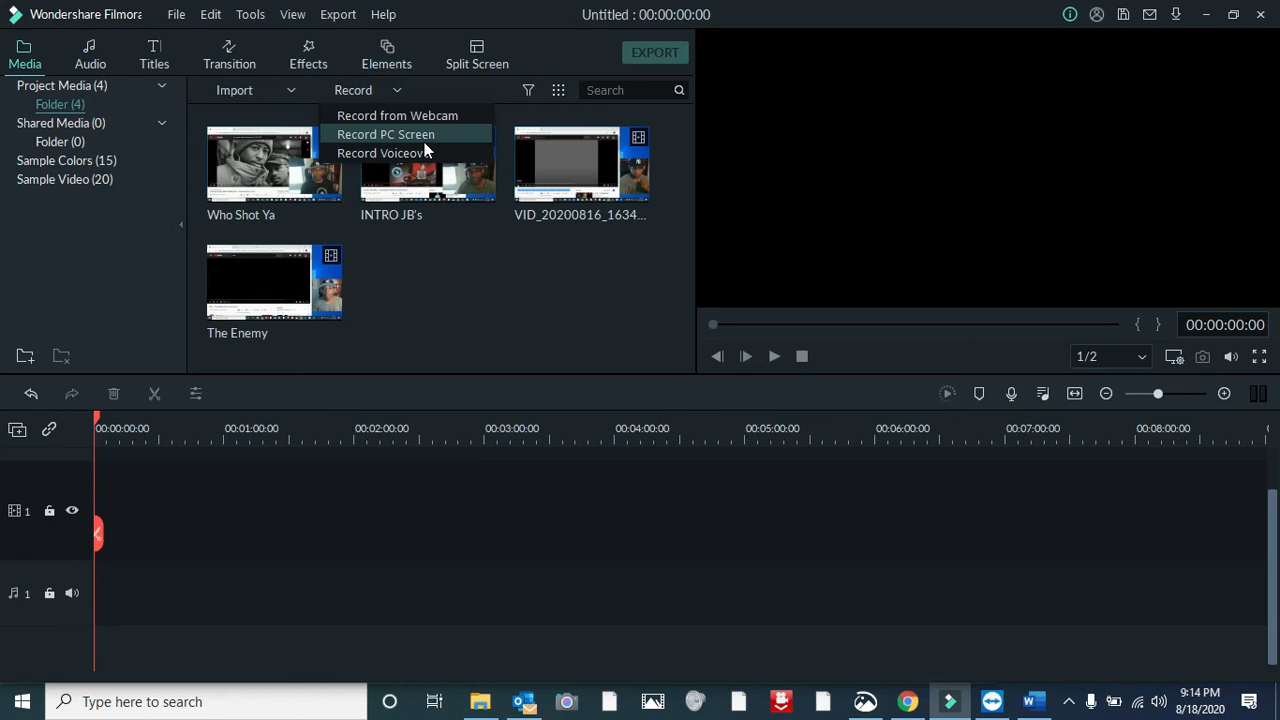 Wondershare Filmora
File Edit Tools View Export Help
Untitled : 00:00:00:00
Media Audio Titles Transition Effects Elements Split Screen
EXPORT
Project Media (4)
Folder (4)
Shared Media (0)
Folder (0)
Sample Colors (15)
Sample Video (20)
Import Record Search
Record from Webcam
Record PC Screen
Record Voiceov
Who Shot Ya INTRO JB's VID_20200816_1634...
The Enemy
00:00:00:00
1/2
00:00:00:00 00:01:00:00 00:02:00:00 00:03:00:00 00:04:00:00 00:05:00:00 00:06:00:00 00:07:00:00 00:08:00:00
1
1
Type here to search
8/18/2020